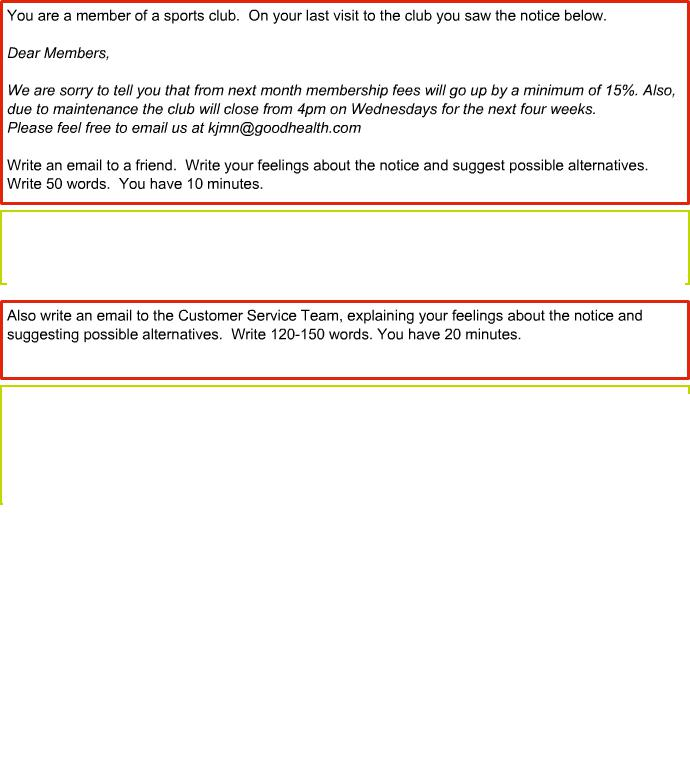 You are a member of a sports club.  On your last visit to the club you saw the notice below.
Dear Members,
We are sorry to tell you that from next month membership fees will go up by a minimum of 15%. Also,
due to maintenance the club will close from 4pm on Wednesdays for the next four weeks.
Please feel free to email us at kjmn@goodhealth.com
Write an email to a friend.  Write your feelings about the notice and suggest possible alternatives.
Write 50 words.  You have 10 minutes.
Also write an email to the Customer Service Team, explaining your feelings about the notice and
suggesting possible alternatives.  Write 120-150 words. You have 20 minutes.